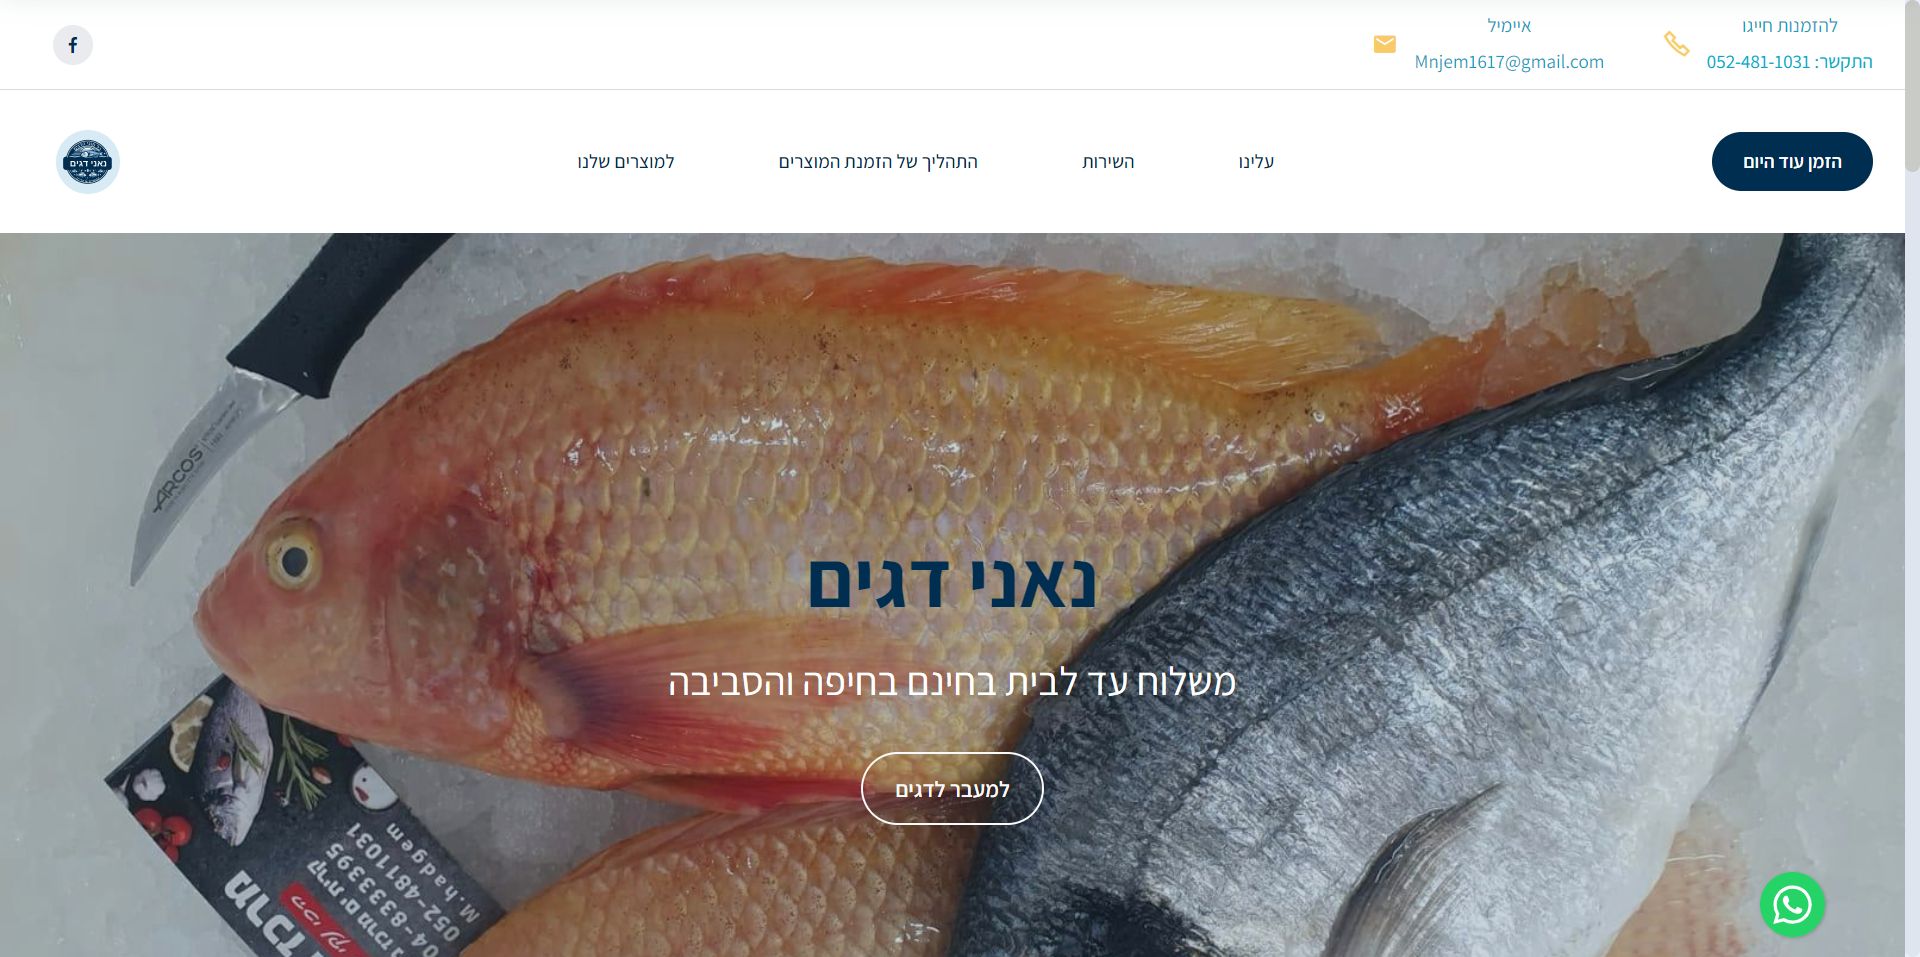 להזמנות חייגו
התקשר: 052-481-1031
איימיל
Mnjem1617@gmail.com
הזמן עוד היום
עלינו
השירות
התהליך של הזמנת המוצרים
למוצרים שלנו
נאני דגים
ARCOS
נאני דגים
משלוח עד לבית בחינם בחיפה והסביבה
למעבר לדגים
M.hadgem
052-4811031
04-8333395